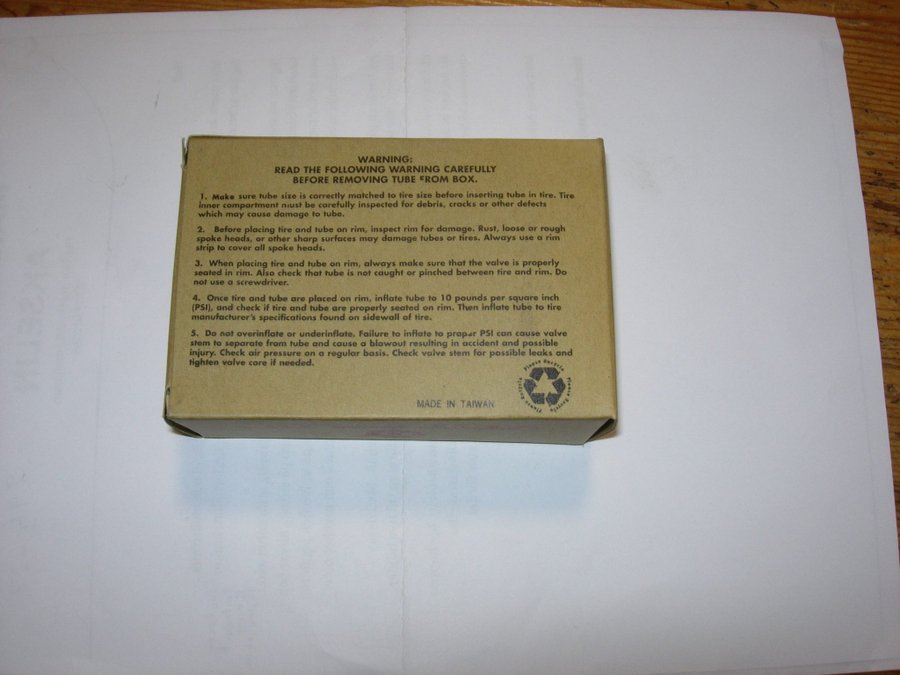 WARNING:
READ THE FOLLOWING WARNING CAREFULLY
BEFORE REMOVING TUBE FROM BOX.
1. Make sure tube size is correctly matched to tire size before inserting tube in tire. Tire
inner compartment must be carefully inspected for debris, cracks or other defects
which may cause damage to tube.
2. Before placing tire and tube on rim, inspect rim for damage. Rust, loose or rough
spoke heads, or other sharp surfaces may damage tubes or tires. Always use a rim
strip to cover all spoke heads.
3. When placing tire and tube on rim, always make sure that the valve is properly
seated in rim. Also check that tube is not caught or pinched between tire and rim. Do
not use a screwdriver.
4. Once tire and tube are placed on rim, inflate tube to 10 pounds per square inch
(PSI), and check if tire and tube are properly seated on rim. Then inflate tube to tire
manufacturer's specifications found on sidewall of tire.
5. Do not overinflate or underinflate. Failure to inflate to proper PSI can cause valve
stem to separate from tube and cause a blowout resulting in accident and possible
injury. Check air pressure on a regular basis. Check valve stem for possible leaks and
tighten valve core if needed.
Please Recycle
Please Recycle
Please Recycle
MADE IN TAIWAN